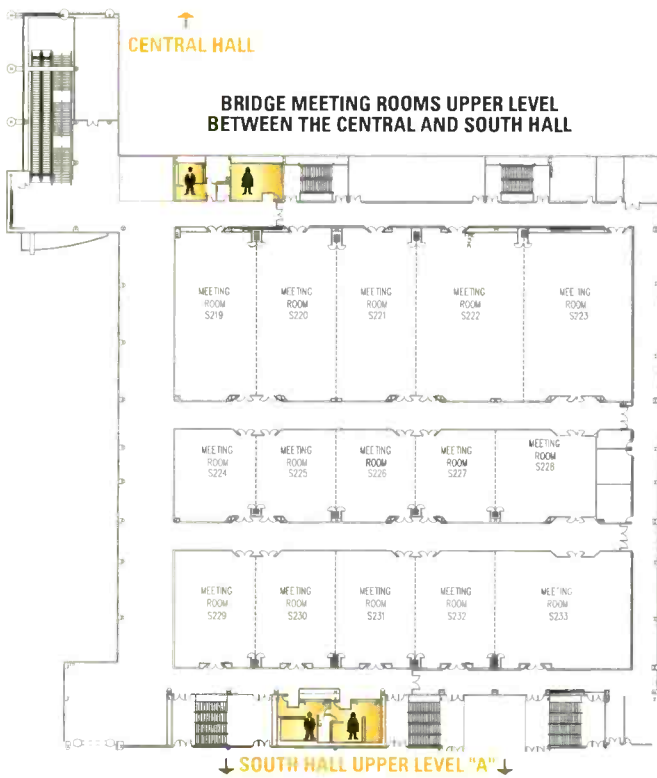 CENTRAL HALL
BRIDGE MEETING ROOMS UPPER LEVEL
BETWEEN THE CENTRAL AND SOUTH HALL
MEETING
ROOM
S219
MEETING
ROOM
S220
MEETING
ROOM
S221
MEETING
ROOM
S222
MEETING
ROOM
S223
MEETING
ROOM
S224
MEETING
ROOM
S225
MEETING
ROOM
S226
MEETING
ROOM
S227
MEETING
ROOM
S228
MEETING
ROOM
S229
MEETING
ROOM
S230
MEETING
ROOM
S231
MEETING
ROOM
S232
MEETING
ROOM
S233
SOUTH HALL UPPER LEVEL "A"